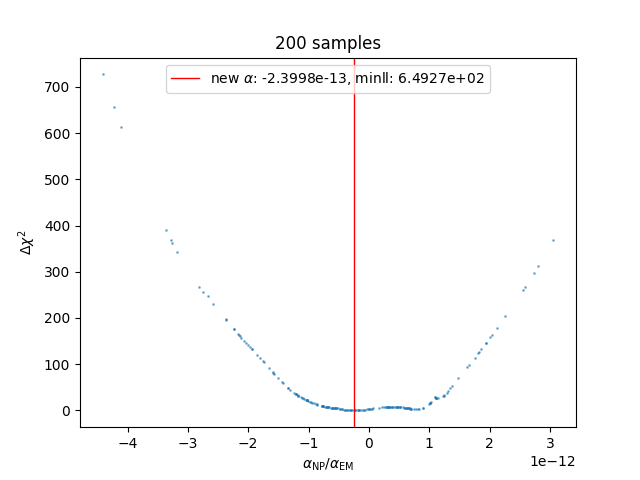 200 samples
new α: -2.3998e-13, minll: 6.4927e+02
Δχ²
700
600
500
400
300
200
100
0
−4 −3 −2 −1 0 1 2 3
1e−12
α_NP/α_EM